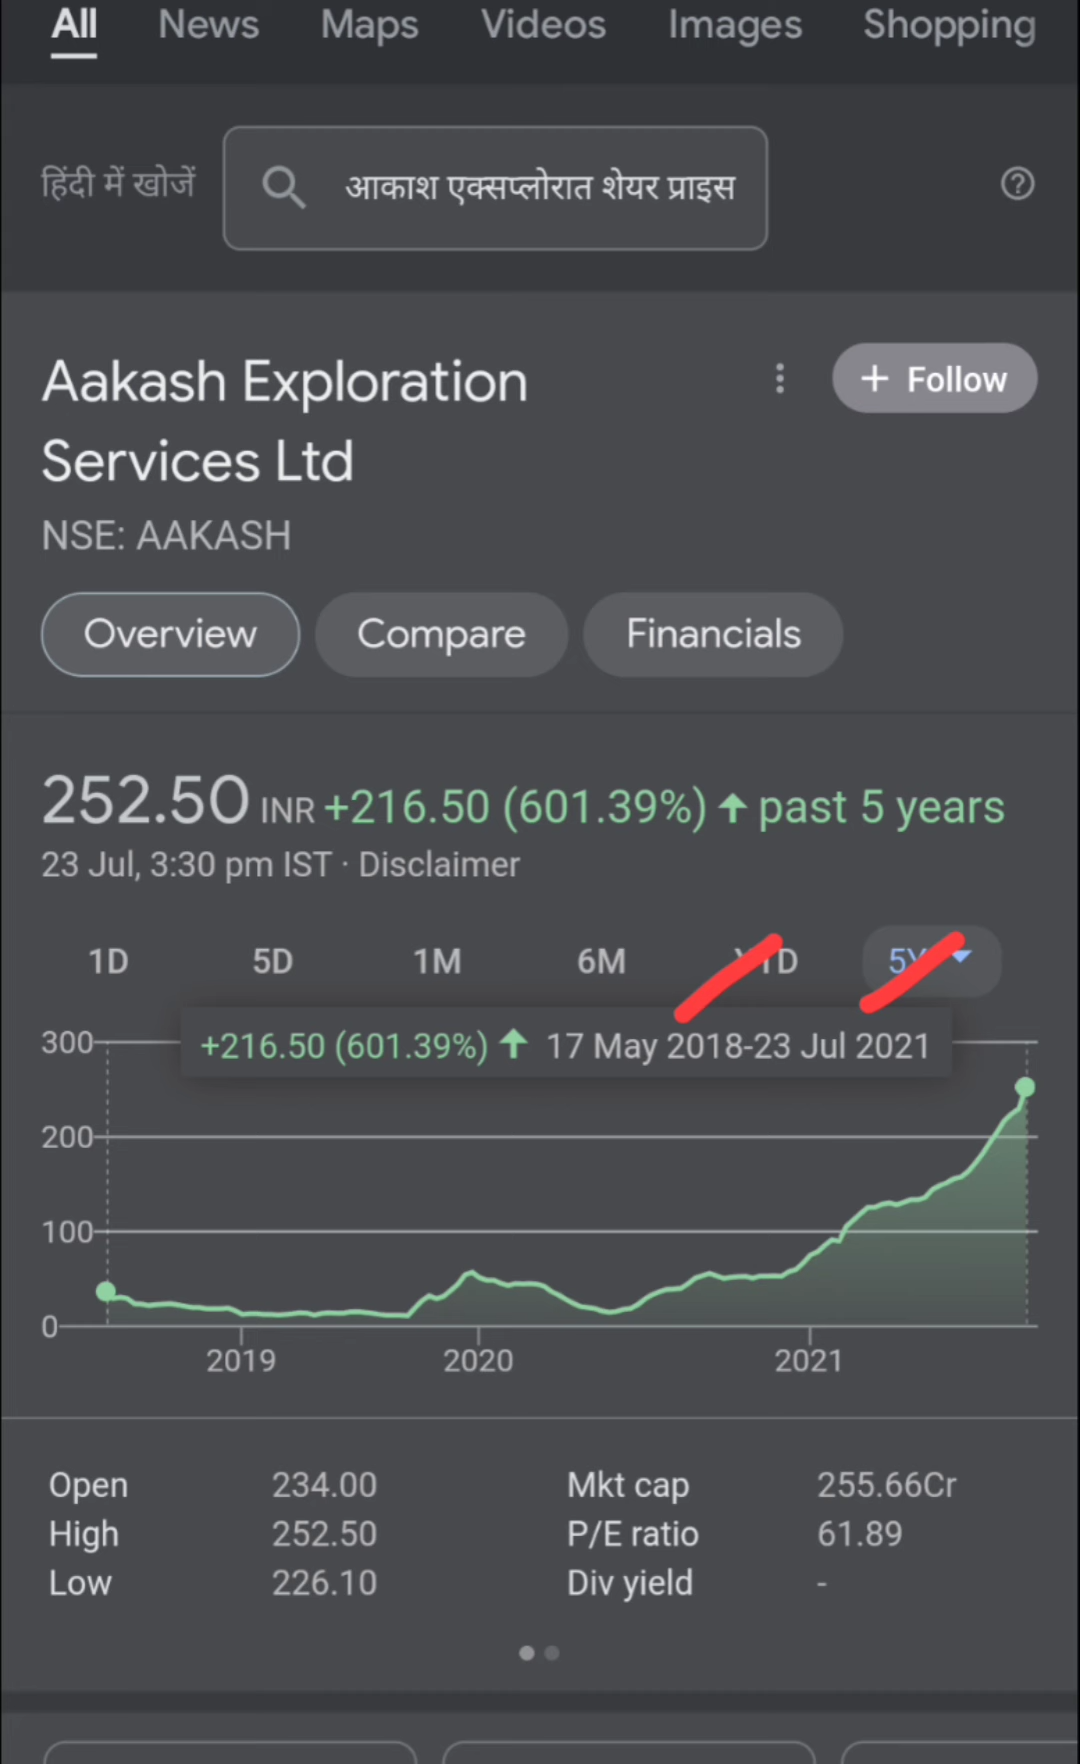 All News Maps Videos Images Shopping
हिंदी में खोजें आकाश एक्सप्लोरात शेयर प्राइस
Aakash Exploration
Services Ltd
+ Follow
NSE: AAKASH
Overview Compare Financials
252.50 INR +216.50 (601.39%) ↑ past 5 years
23 Jul, 3:30 pm IST · Disclaimer
1D 5D 1M 6M YTD 5Y
+216.50 (601.39%) ↑ 17 May 2018-23 Jul 2021
300
200
100
0
2019 2020 2021
Open 234.00 Mkt cap 255.66Cr
High 252.50 P/E ratio 61.89
Low 226.10 Div yield -